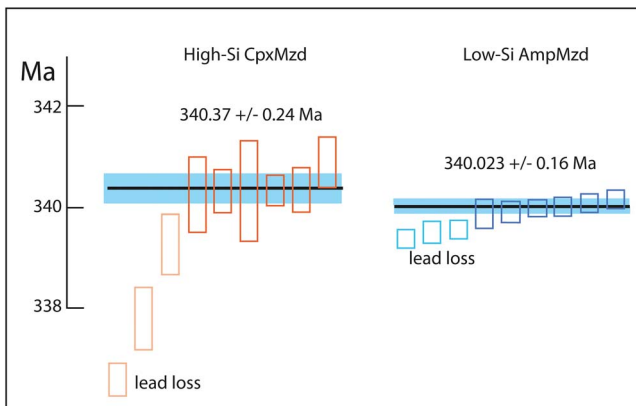 High-Si CpxMzd
Low-Si AmpMzd
Ma
342
340.37 +/- 0.24 Ma
340.023 +/- 0.16 Ma
340
lead loss
338
lead loss